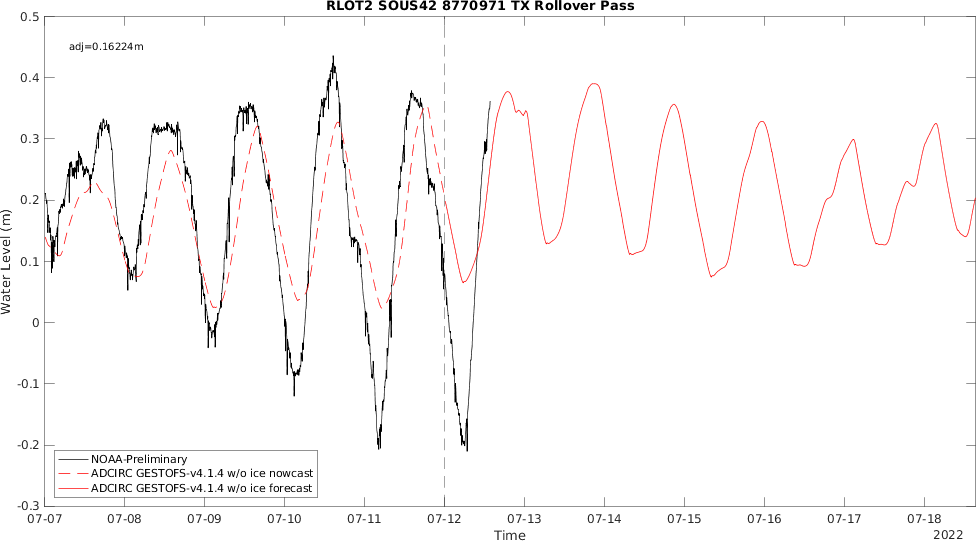 RLOT2 SOUS42 8770971 TX Rollover Pass
0.5
adj=0.16224m
0.4
0.3
0.2
0.1
0
-0.1
-0.2
-0.3
Water Level (m)
NOAA-Preliminary
ADCIRC GESTOFS-v4.1.4 w/o ice nowcast
ADCIRC GESTOFS-v4.1.4 w/o ice forecast
07-07 07-08 07-09 07-10 07-11 07-12 07-13 07-14 07-15 07-16 07-17 07-18
Time
2022